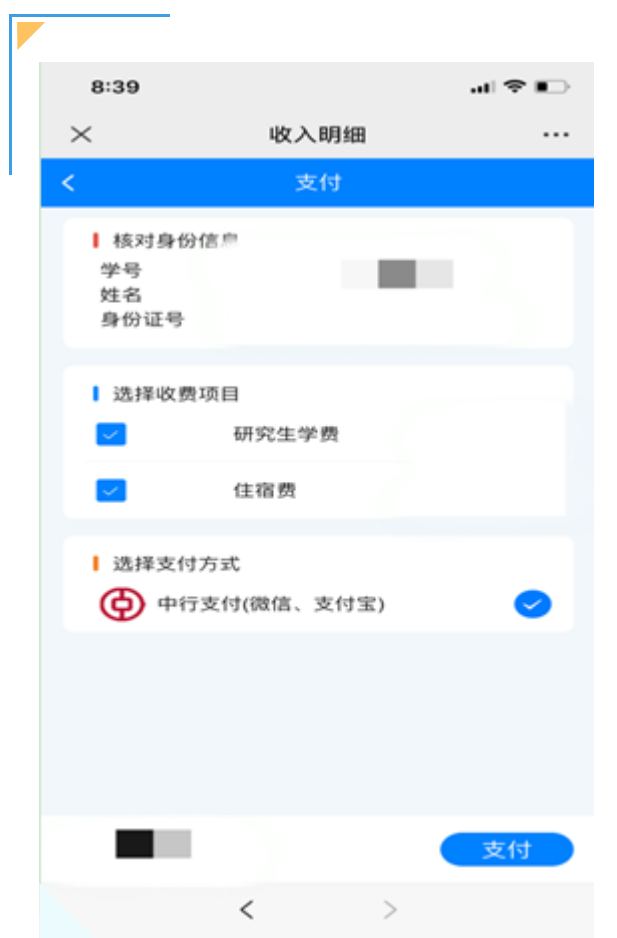 8:39
收入明细
支付
核对身份信息
学号
姓名
身份证号
选择收费项目
研究生学费
住宿费
选择支付方式
中行支付(微信、支付宝)
支付